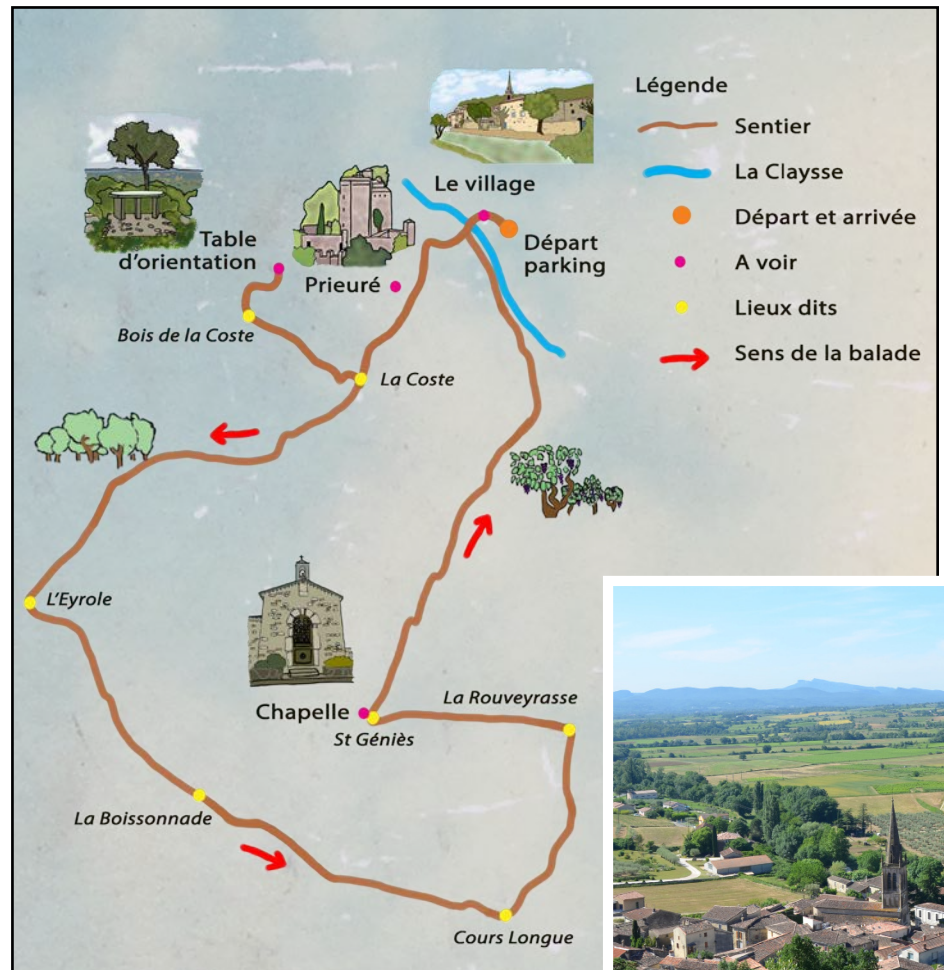 Légende
Sentier
La Claysse
Départ et arrivée
A voir
Lieux dits
Sens de la balade
Le village
Départ
parking
Table
d'orientation
Prieuré
Bois de la Coste
La Coste
L'Eyrole
La Rouveyrasse
Chapelle
St Géniès
La Boissonnade
Cours Longue